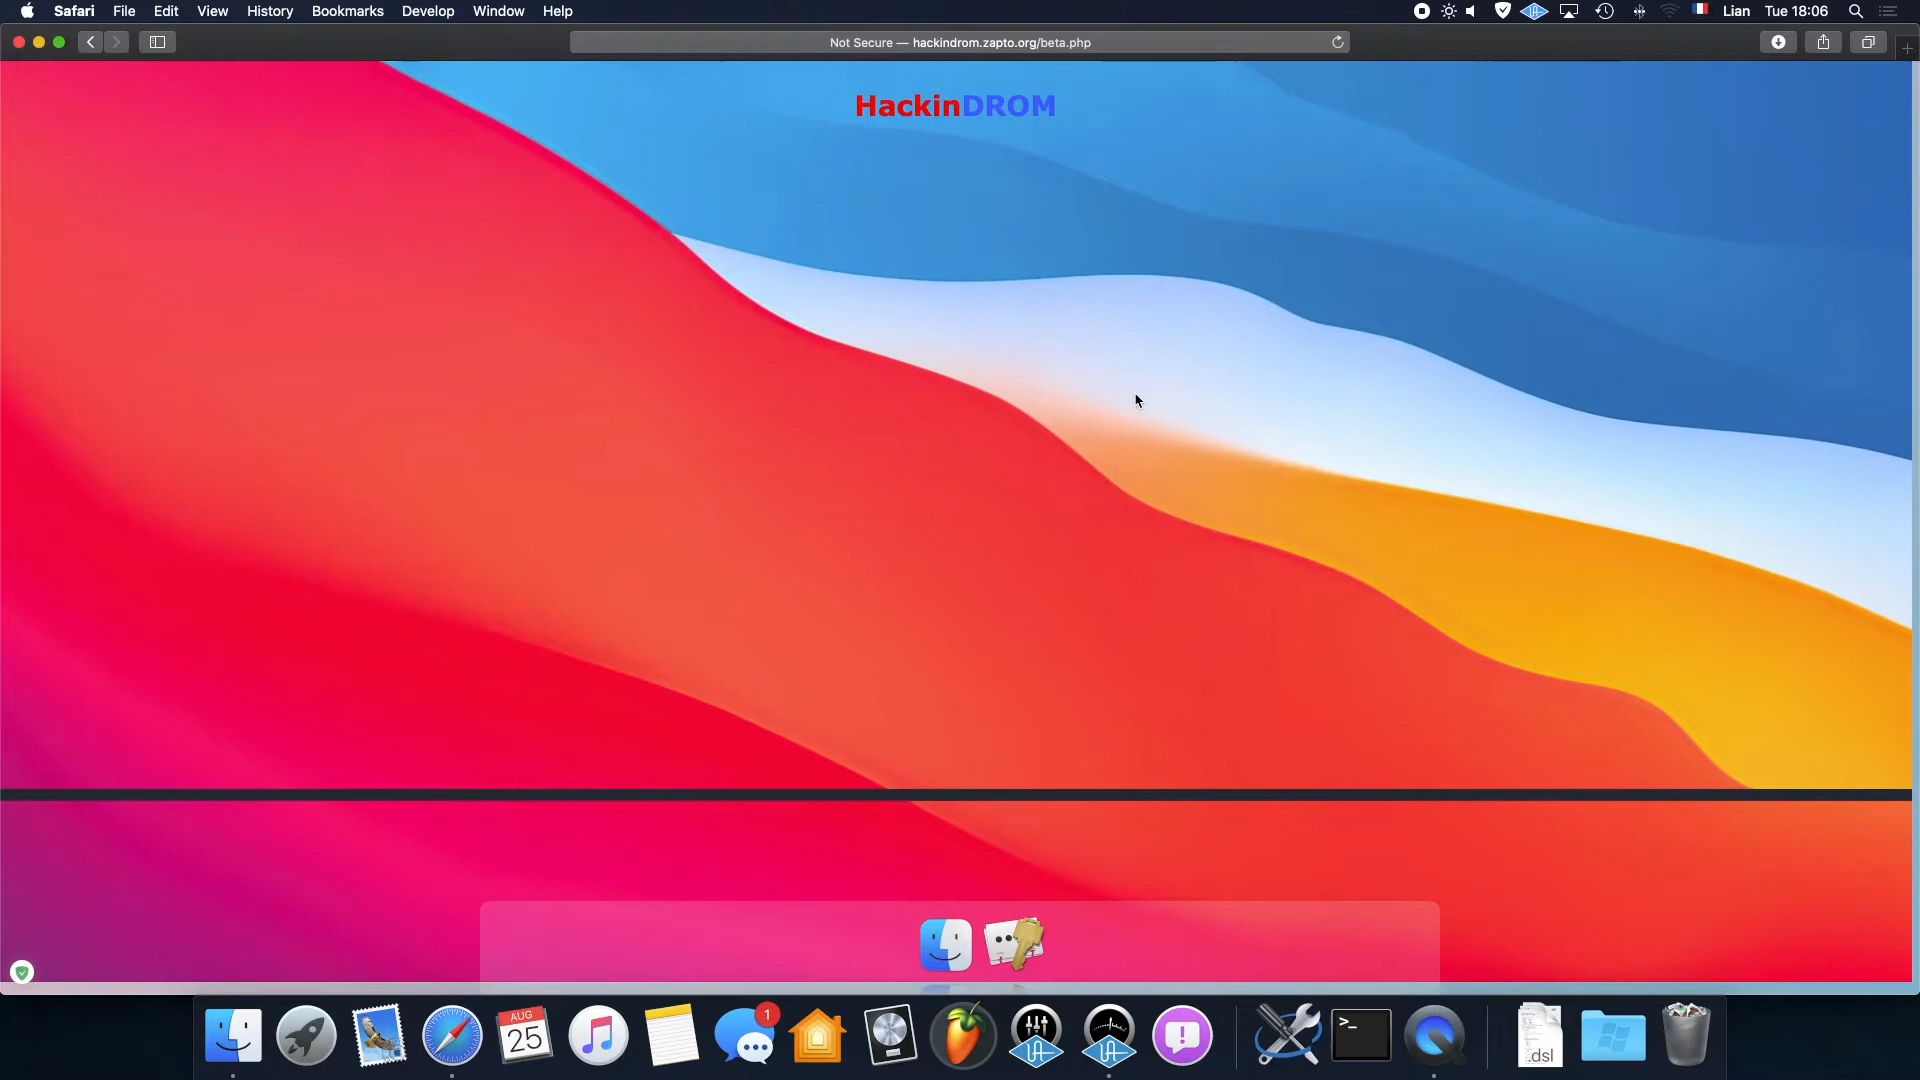 Safari File Edit View History Bookmarks Develop Window Help Lian Tue 18:06
Not Secure — hackindrom.zapto.org/beta.php
HackinDROM
AUG
25
1
>_
.dsl